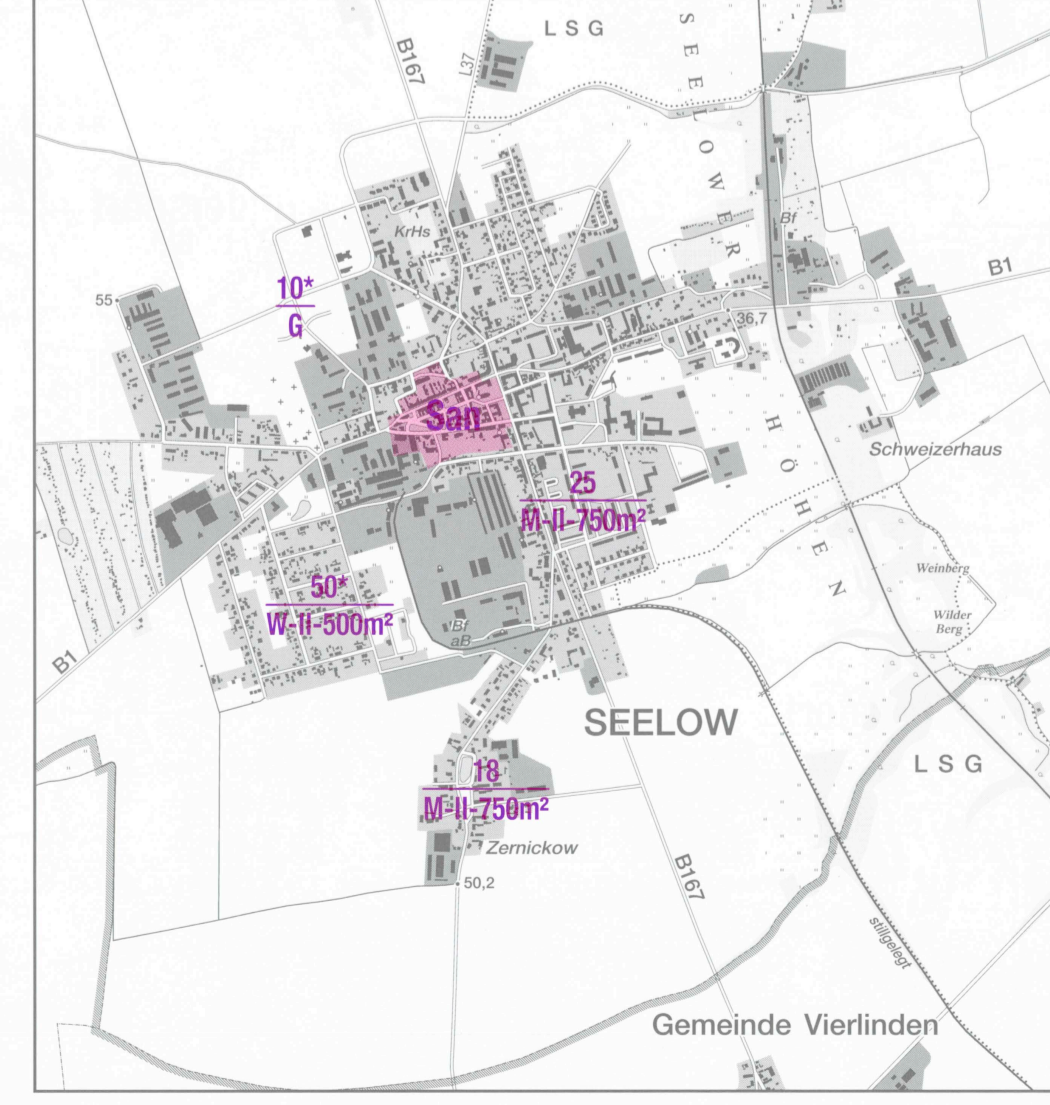 LSG
SEELOWER HÖHEN
B167
L37
KrHs
Bf
B1
10*
G
55
36,7
San
Schweizerhaus
25
M-II-750m²
50*
W-II-500m²
Weinberg
Wilder
Berg
Bf
aB
B1
SEELOW
LSG
18
M-II-750m²
Zernickow
50,2
B167
stillgelegt
Gemeinde Vierlinden